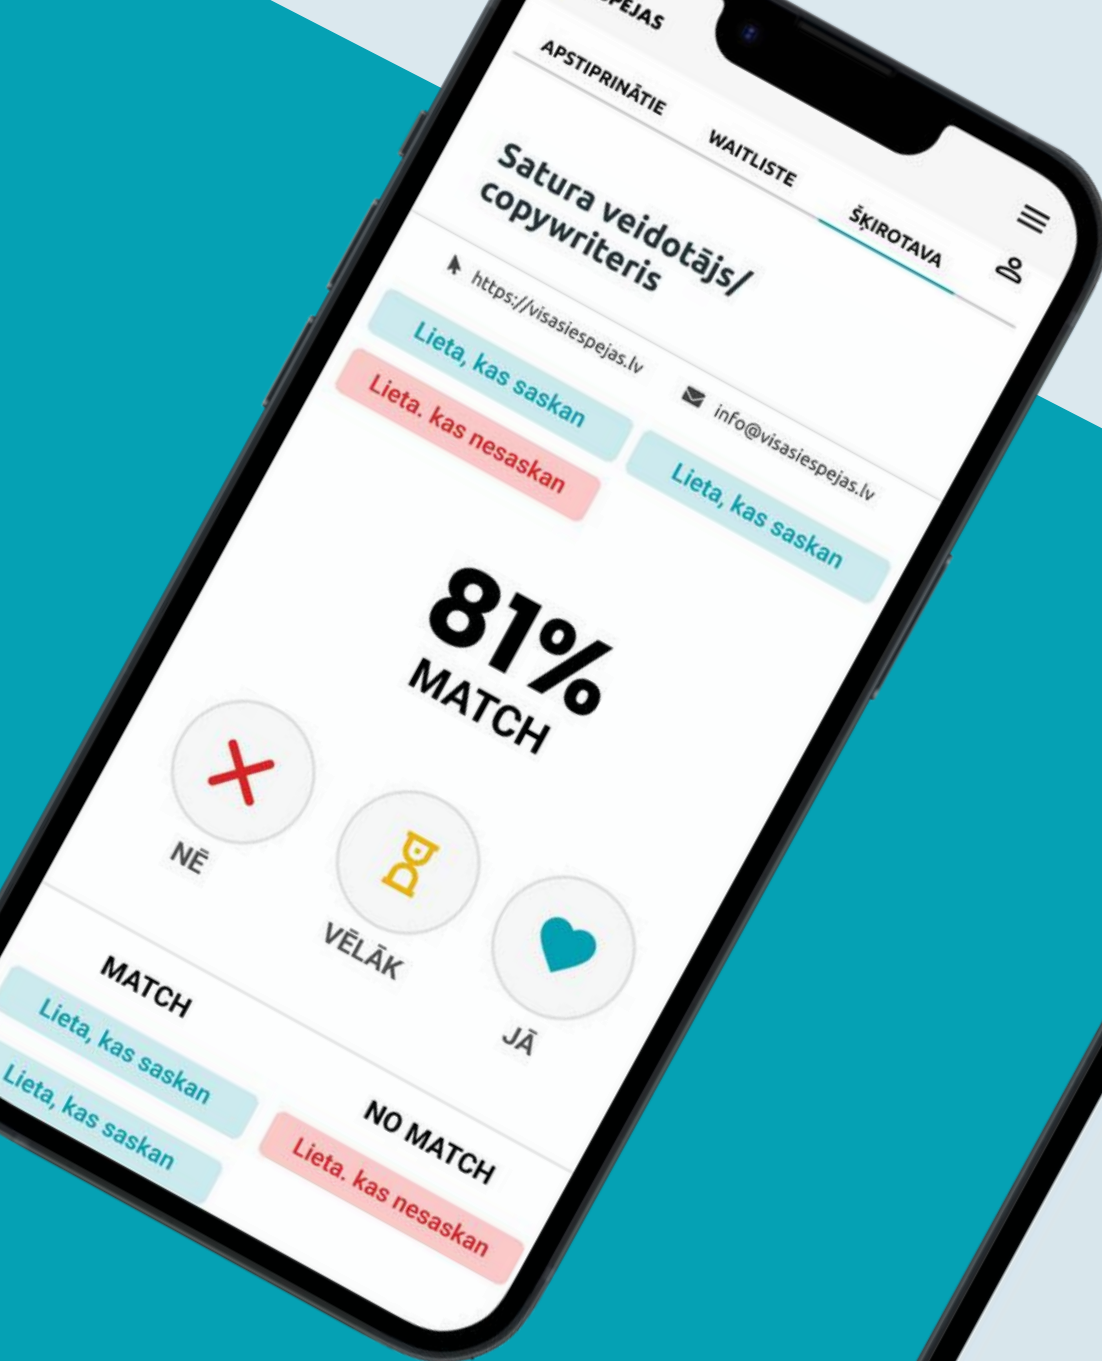 APSTIPRINĀTIE
WAITLISTE
ŠĶIROTAVA
Satura veidotājs/
copywriteris
https://visasiespejas.lv
info@visasiespejas.lv
Lieta, kas saskan
Lieta, kas saskan
Lieta. kas nesaskan
81%
MATCH
NĒ
VĒLĀK
JĀ
MATCH
NO MATCH
Lieta, kas saskan
Lieta. kas nesaskan
Lieta, kas saskan